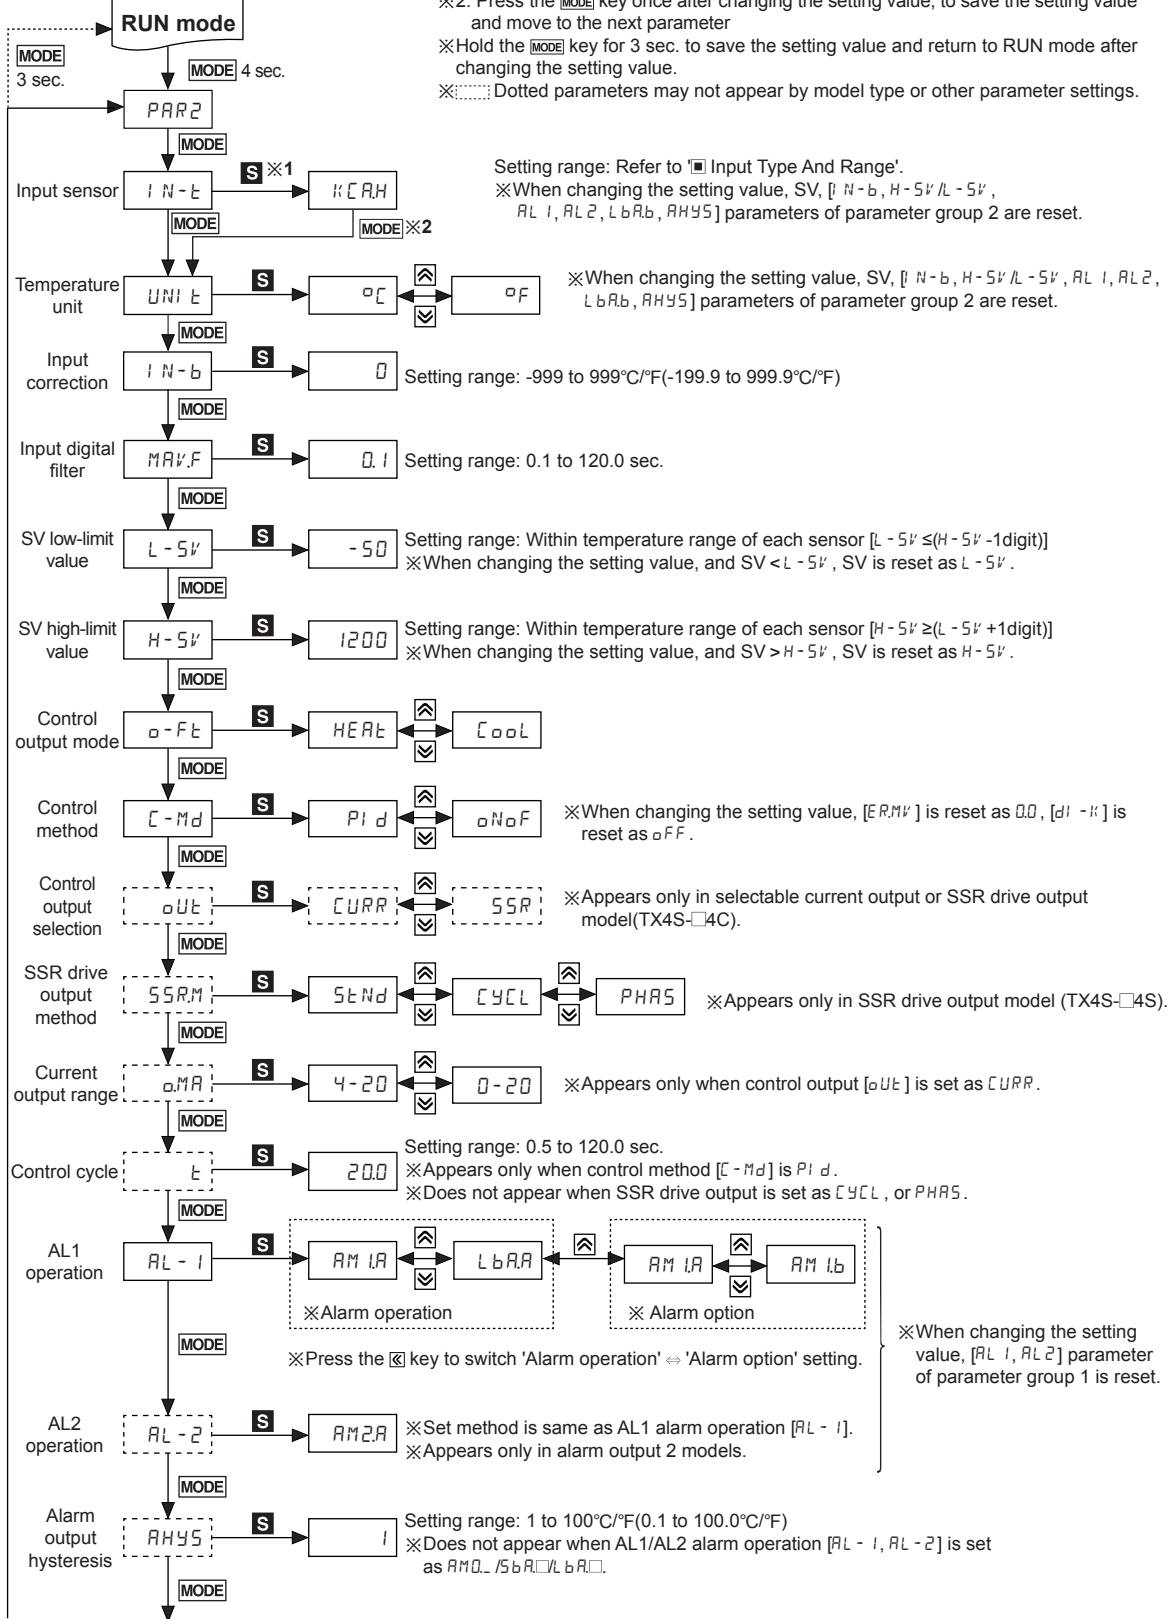 ※2: Press the MODE key once after changing the setting value, to save the setting value
and move to the next parameter
※Hold the MODE key for 3 sec. to save the setting value and return to RUN mode after
changing the setting value.
※ Dotted parameters may not appear by model type or other parameter settings.
RUN mode
MODE
3 sec.
MODE 4 sec.
PAR2
MODE
Input sensor
IN-t
S ※1
KCA.H
Setting range: Refer to '▣ Input Type And Range'.
※When changing the setting value, SV, [IN-b, H-SV/L-SV,
AL1, AL2, LbA.b, AHYS] parameters of parameter group 2 are reset.
MODE
MODE ※2
Temperature
unit
UNIt
S
°C
°F
※When changing the setting value, SV, [IN-b, H-SV/L-SV, AL1, AL2,
LbA.b, AHYS] parameters of parameter group 2 are reset.
MODE
Input
correction
IN-b
S
0
Setting range: -999 to 999°C/°F(-199.9 to 999.9°C/°F)
MODE
Input digital
filter
MAV.F
S
0.1
Setting range: 0.1 to 120.0 sec.
MODE
SV low-limit
value
L-SV
S
-50
Setting range: Within temperature range of each sensor [L-SV ≤(H-SV -1digit)]
※When changing the setting value, and SV < L-SV, SV is reset as L-SV.
MODE
SV high-limit
value
H-SV
S
1200
Setting range: Within temperature range of each sensor [H-SV ≥(L-SV +1digit)]
※When changing the setting value, and SV > H-SV, SV is reset as H-SV.
MODE
Control
output mode
o-Ft
S
HEAt
CooL
MODE
Control
method
C-Md
S
PId
oNoF
※When changing the setting value, [ER.MV] is reset as 0.0, [dI-K] is
reset as oFF.
MODE
Control
output
selection
oUt
S
CURR
SSR
※Appears only in selectable current output or SSR drive output
model(TX4S-□4C).
MODE
SSR drive
output
method
SSR.M
S
StNd
CYCL
PHAS
※Appears only in SSR drive output model (TX4S-□4S).
MODE
Current
output range
o.MA
S
4-20
0-20
※Appears only when control output [oUt] is set as CURR.
MODE
Control cycle
t
S
20.0
Setting range: 0.5 to 120.0 sec.
※Appears only when control method [C-Md] is PId.
※Does not appear when SSR drive output is set as CYCL, or PHAS.
MODE
AL1
operation
AL-1
S
AM1.A
LbA.A
AM1.A
AM1.b
※Alarm operation
※ Alarm option
MODE
※Press the key to switch 'Alarm operation' ⇔ 'Alarm option' setting.
※When changing the setting
value, [AL1, AL2] parameter
of parameter group 1 is reset.
AL2
operation
AL-2
S
AM2.A
※Set method is same as AL1 alarm operation [AL-1].
※Appears only in alarm output 2 models.
MODE
Alarm
output
hysteresis
AHYS
S
1
Setting range: 1 to 100°C/°F(0.1 to 100.0°C/°F)
※Does not appear when AL1/AL2 alarm operation [AL-1, AL-2] is set
as AM0._/SbA.□/LbA.□.
MODE